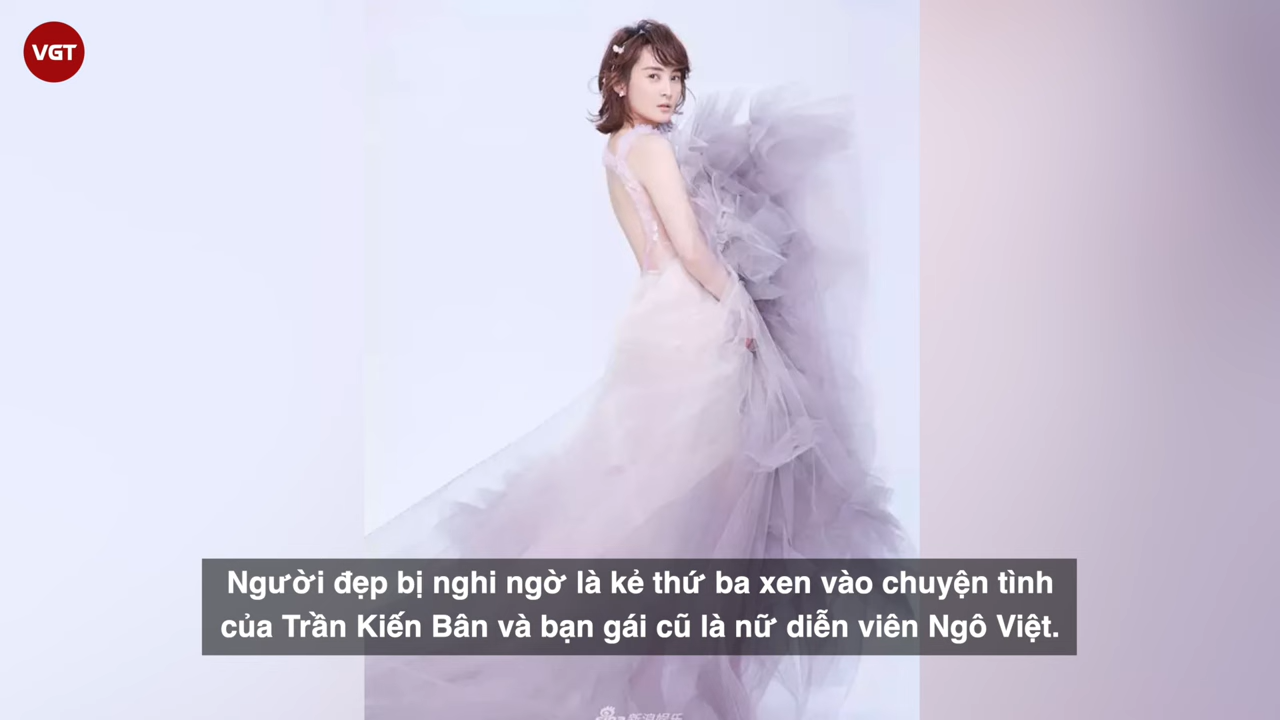 VGT
Người đẹp bị nghi ngờ là kẻ thứ ba xen vào chuyện tình
của Trần Kiến Bân và bạn gái cũ là nữ diễn viên Ngô Việt.